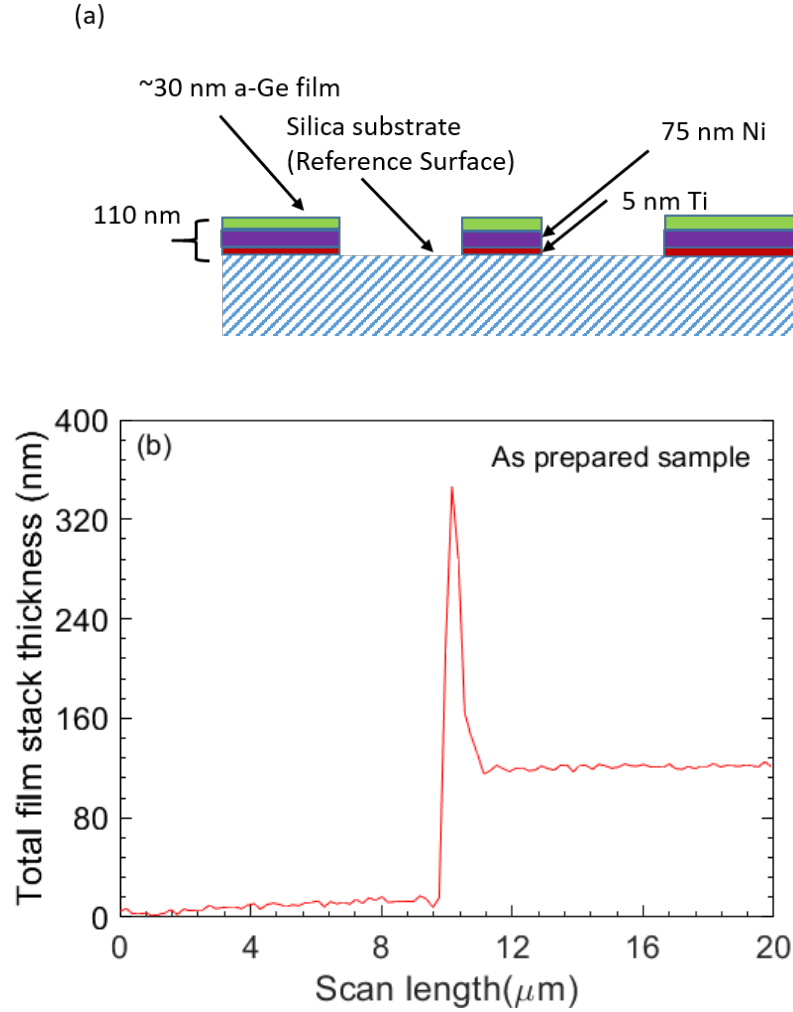 (a)
~30 nm a-Ge film
Silica substrate
(Reference Surface)
75 nm Ni
5 nm Ti
110 nm
(b)
As prepared sample
Total film stack thickness (nm)
400
320
240
160
80
0
0 4 8 12 16 20
Scan length(μm)